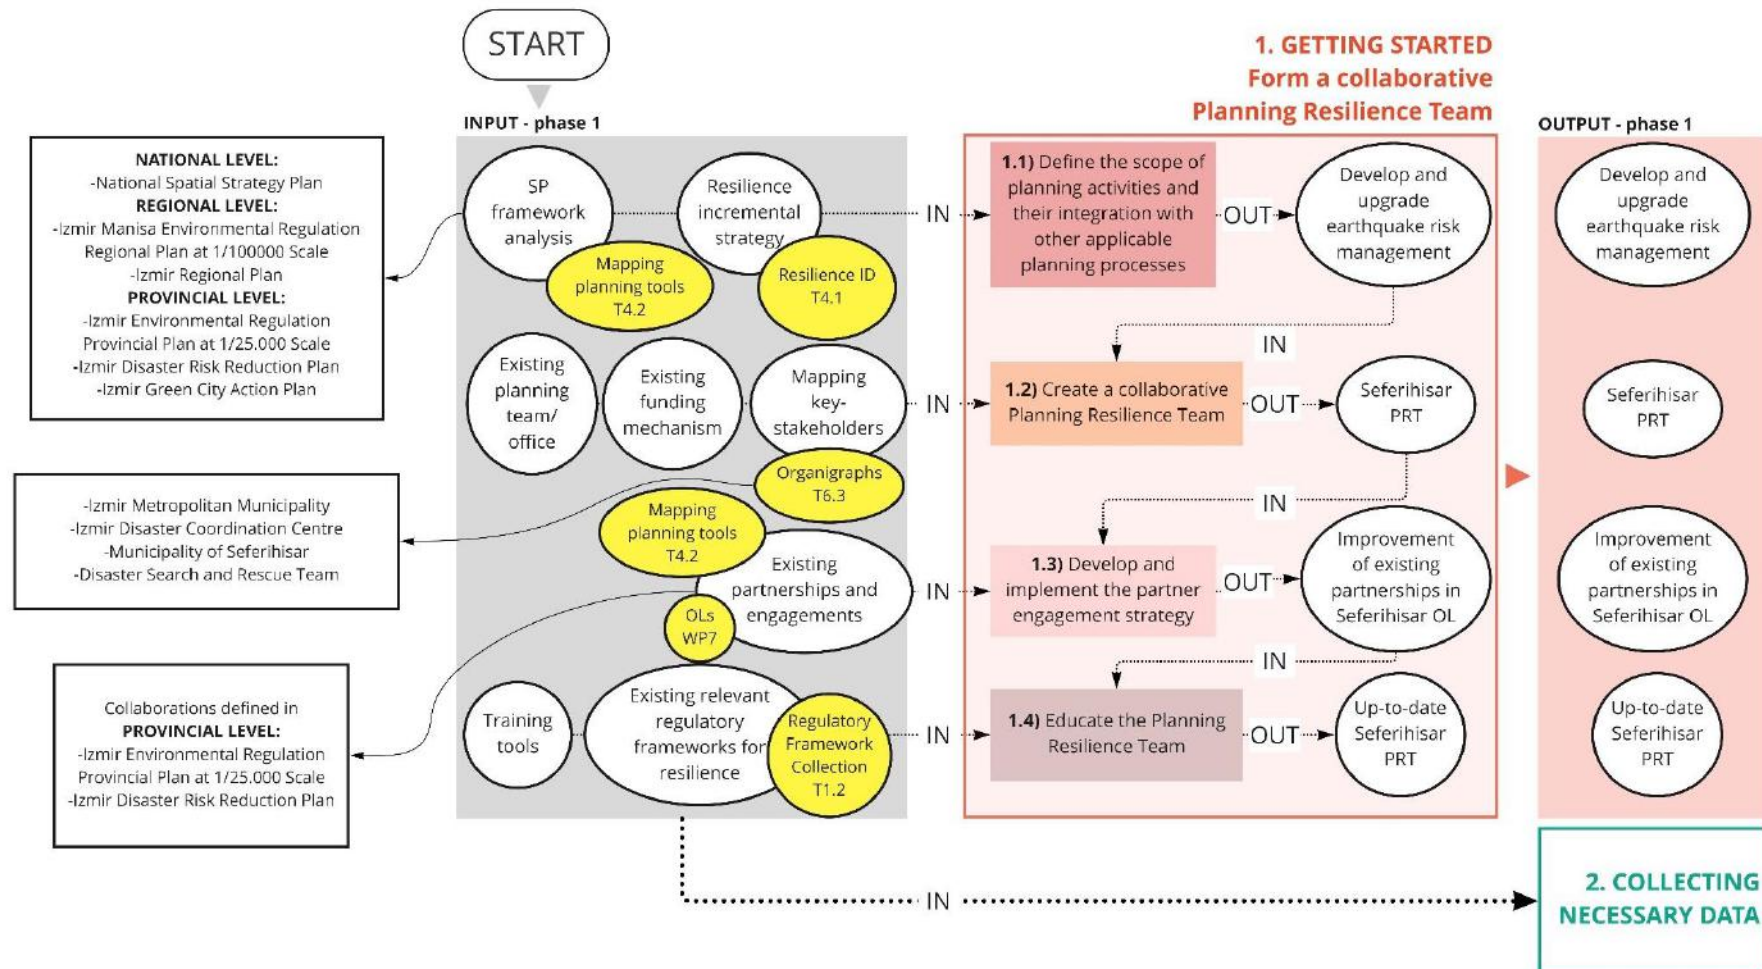 START
1. GETTING STARTED
Form a collaborative
Planning Resilience Team
INPUT - phase 1
OUTPUT - phase 1
NATIONAL LEVEL:
-National Spatial Strategy Plan
REGIONAL LEVEL:
-Izmir Manisa Environmental Regulation
Regional Plan at 1/100000 Scale
-Izmir Regional Plan
PROVINCIAL LEVEL:
-Izmir Environmental Regulation
Provincial Plan at 1/25.000 Scale
-Izmir Disaster Risk Reduction Plan
-Izmir Green City Action Plan
-Izmir Metropolitan Municipality
-Izmir Disaster Coordination Centre
-Municipality of Seferihisar
-Disaster Search and Rescue Team
Collaborations defined in
PROVINCIAL LEVEL:
-Izmir Environmental Regulation
Provincial Plan at 1/25.000 Scale
-Izmir Disaster Risk Reduction Plan
SP
framework
analysis
Resilience
incremental
strategy
Mapping
planning tools
T4.2
Resilience ID
T4.1
Existing
planning
team/
office
Existing
funding
mechanism
Mapping
key-
stakeholders
Organigraphs
T6.3
Mapping
planning tools
T4.2
Existing
partnerships and
engagements
OLs
WP7
Training
tools
Existing relevant
regulatory
frameworks for
resilience
Regulatory
Framework
Collection
T1.2
IN
1.1) Define the scope of
planning activities and
their integration with
other applicable
planning processes
OUT
Develop and
upgrade
earthquake risk
management
IN
IN
1.2) Create a collaborative
Planning Resilience Team
OUT
Seferihisar
PRT
IN
IN
1.3) Develop and
implement the partner
engagement strategy
OUT
Improvement
of existing
partnerships in
Seferihisar OL
IN
IN
1.4) Educate the Planning
Resilience Team
OUT
Up-to-date
Seferihisar
PRT
Develop and
upgrade
earthquake risk
management
Seferihisar
PRT
Improvement
of existing
partnerships in
Seferihisar OL
Up-to-date
Seferihisar
PRT
IN
2. COLLECTING
NECESSARY DATA